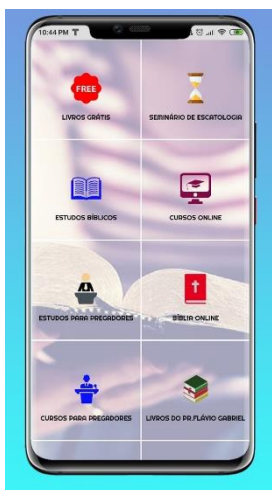 10:44 PM
FREE
LIVROS GRÁTIS
SEMINÁRIO DE ESCATOLOGIA
ESTUDOS BÍBLICOS
CURSOS ONLINE
ESTUDOS PARA PREGADORES
BÍBLIA ONLINE
CURSOS PARA PREGADORES
LIVROS DO PR.FLÁVIO GABRIEL